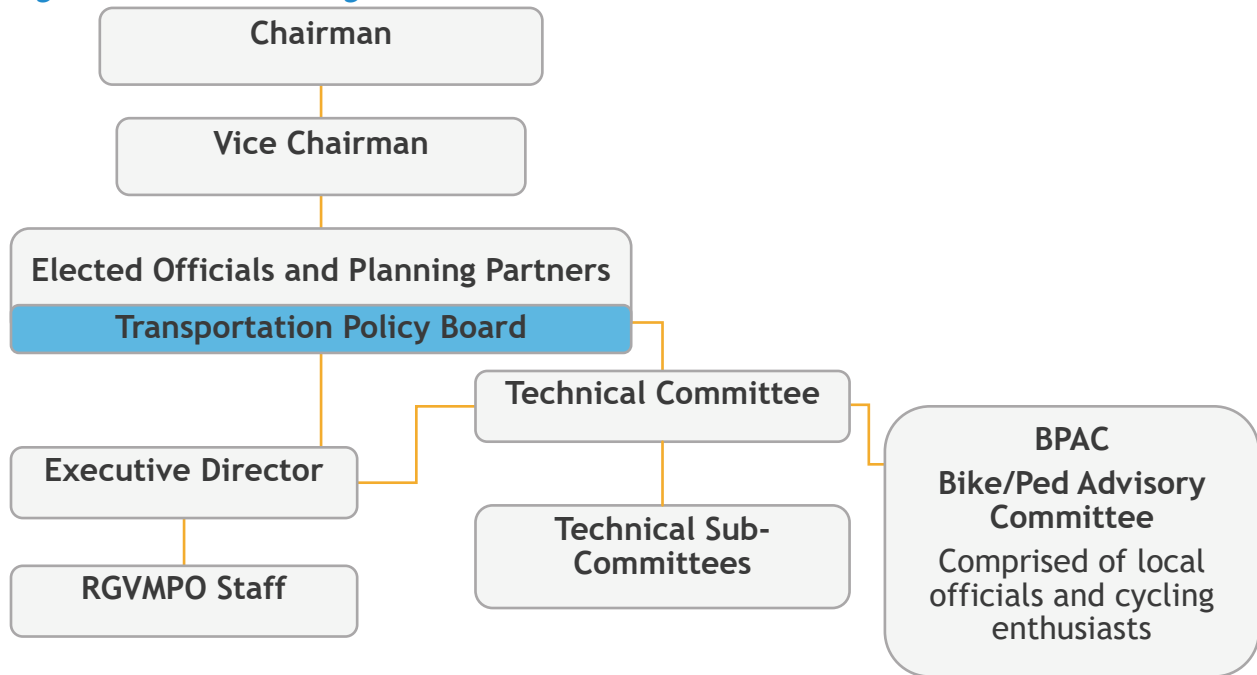 Chairman
Vice Chairman
Elected Officials and Planning Partners
Transportation Policy Board
Technical Committee
Executive Director
BPAC
Bike/Ped Advisory
Committee
Comprised of local
officials and cycling
enthusiasts
Technical Sub-
Committees
RGVMPO Staff